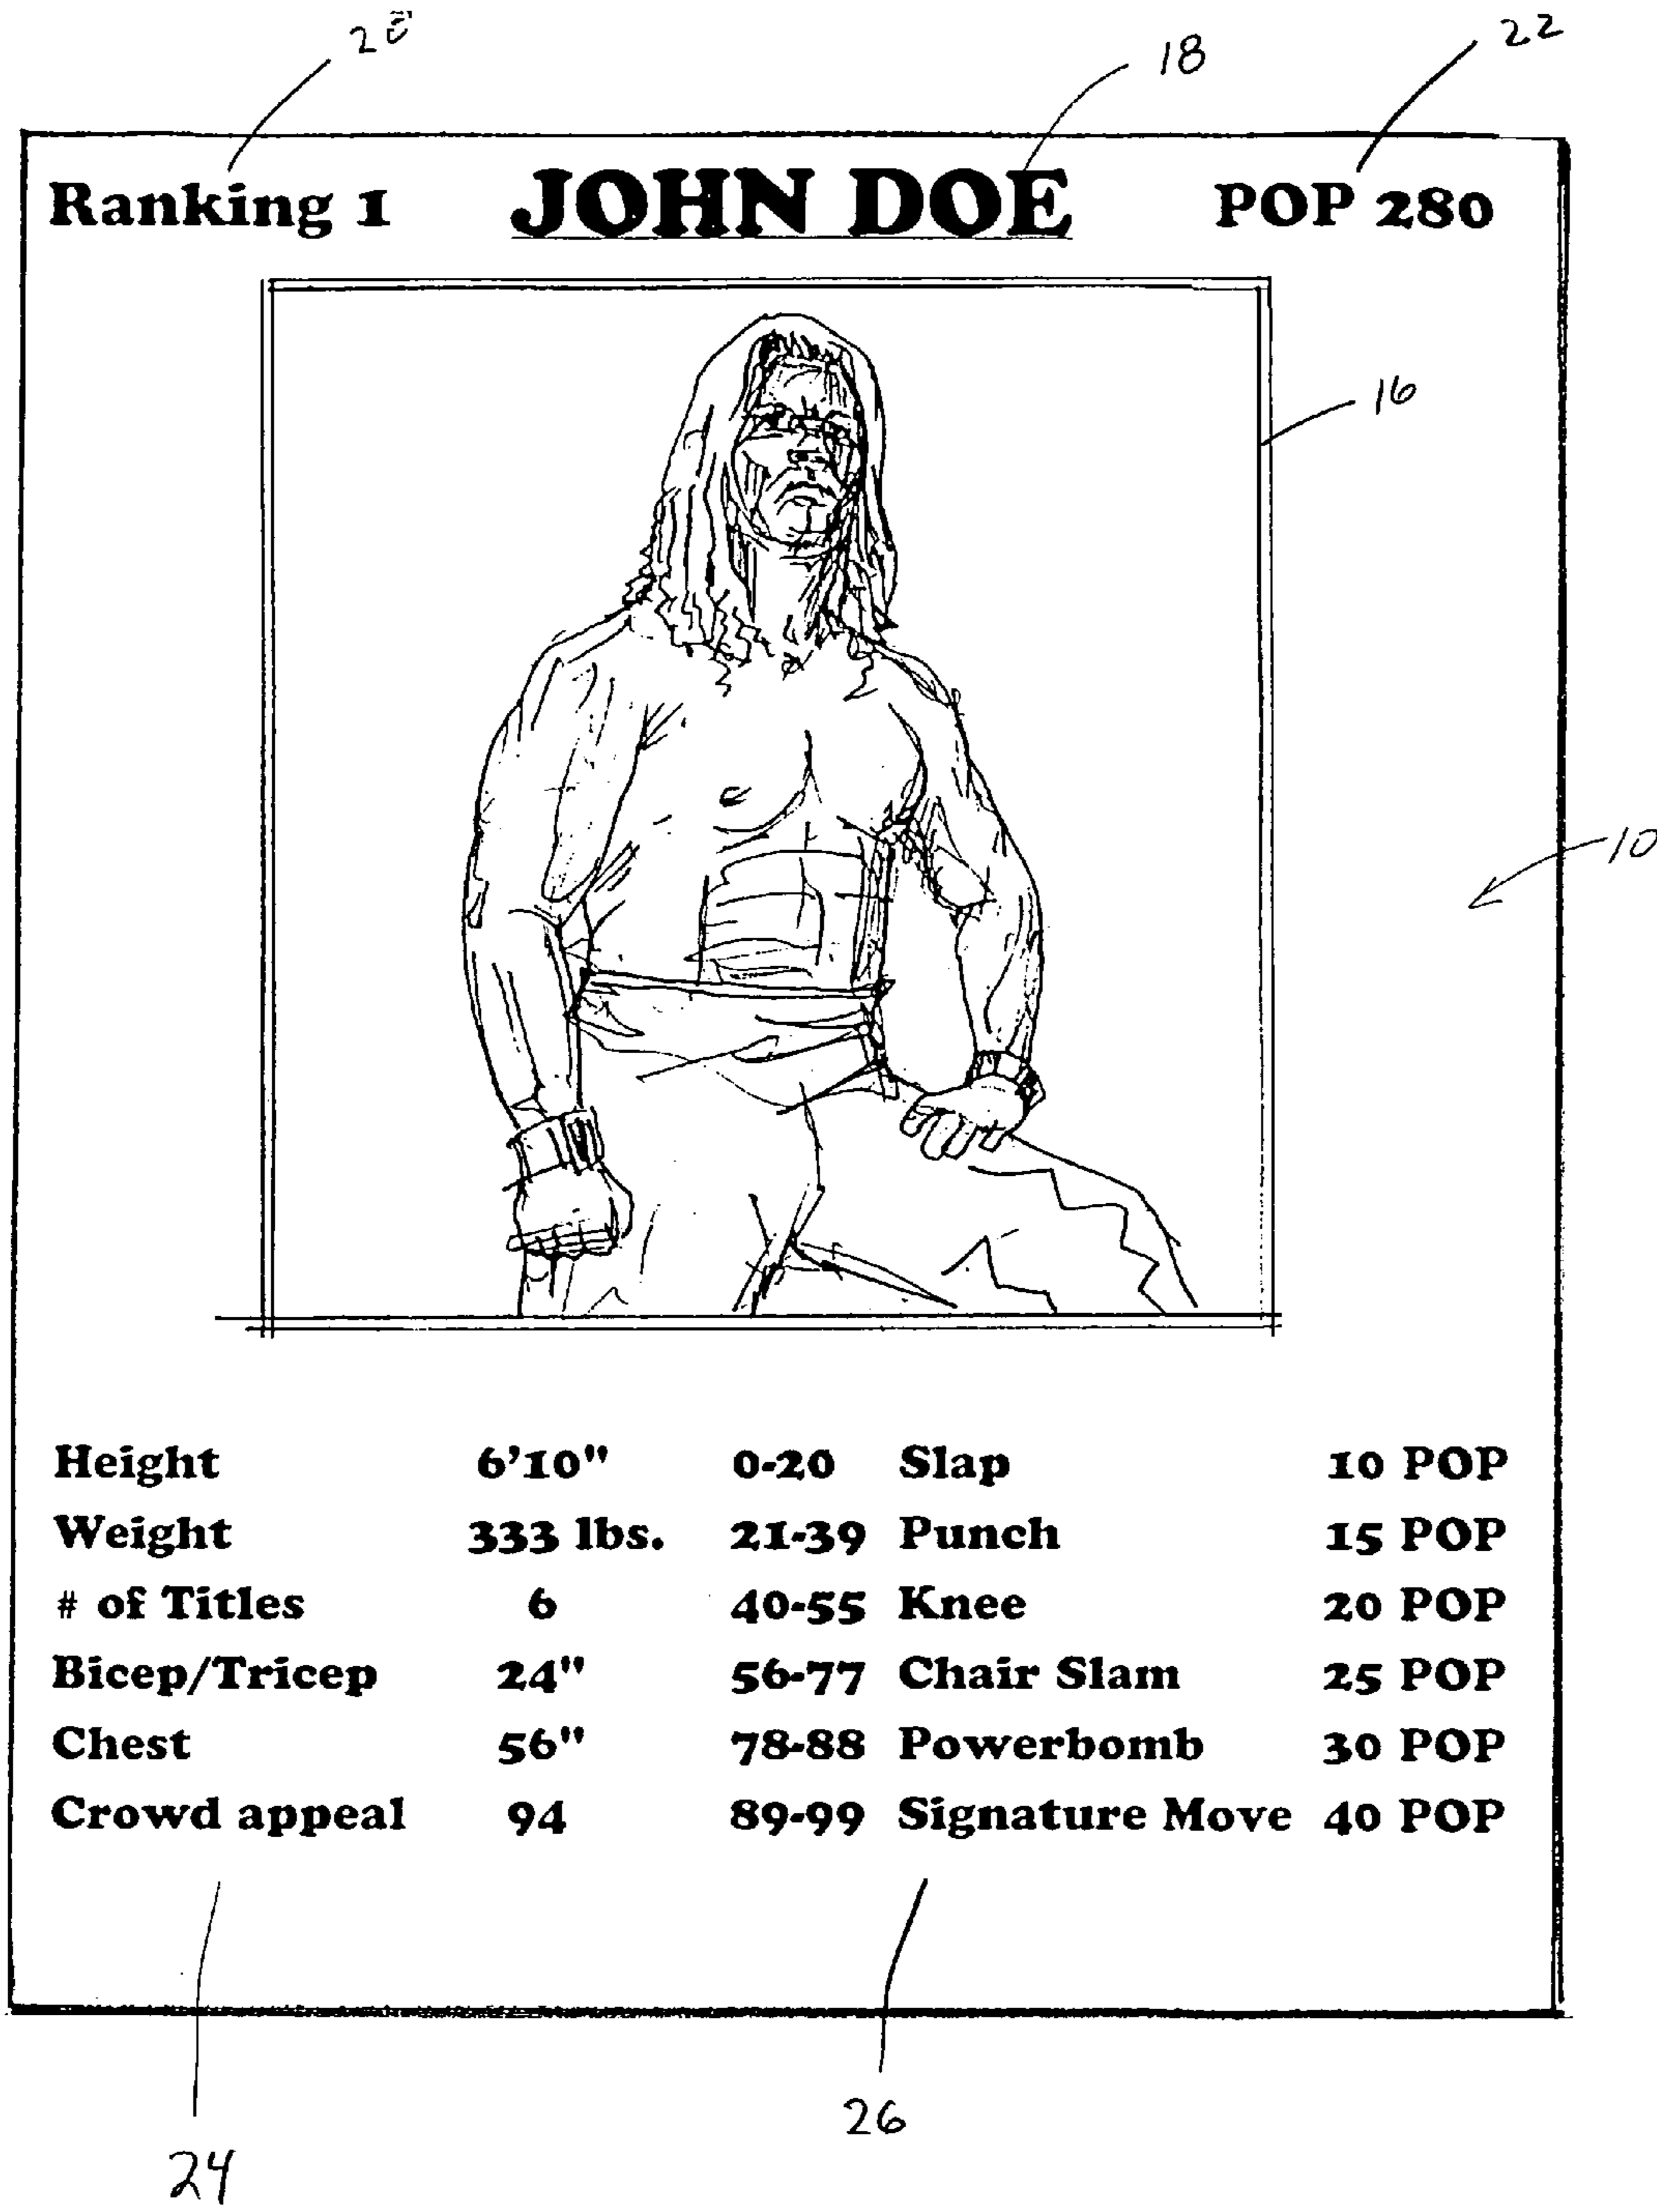 20
18
22
Ranking 1 JOHN DOE POP 280
16
10
Height 6'10" 0-20 Slap 10 POP
Weight 333 lbs. 21-39 Punch 15 POP
# of Titles 6 40-55 Knee 20 POP
Bicep/Tricep 24" 56-77 Chair Slam 25 POP
Chest 56" 78-88 Powerbomb 30 POP
Crowd appeal 94 89-99 Signature Move 40 POP
26
24